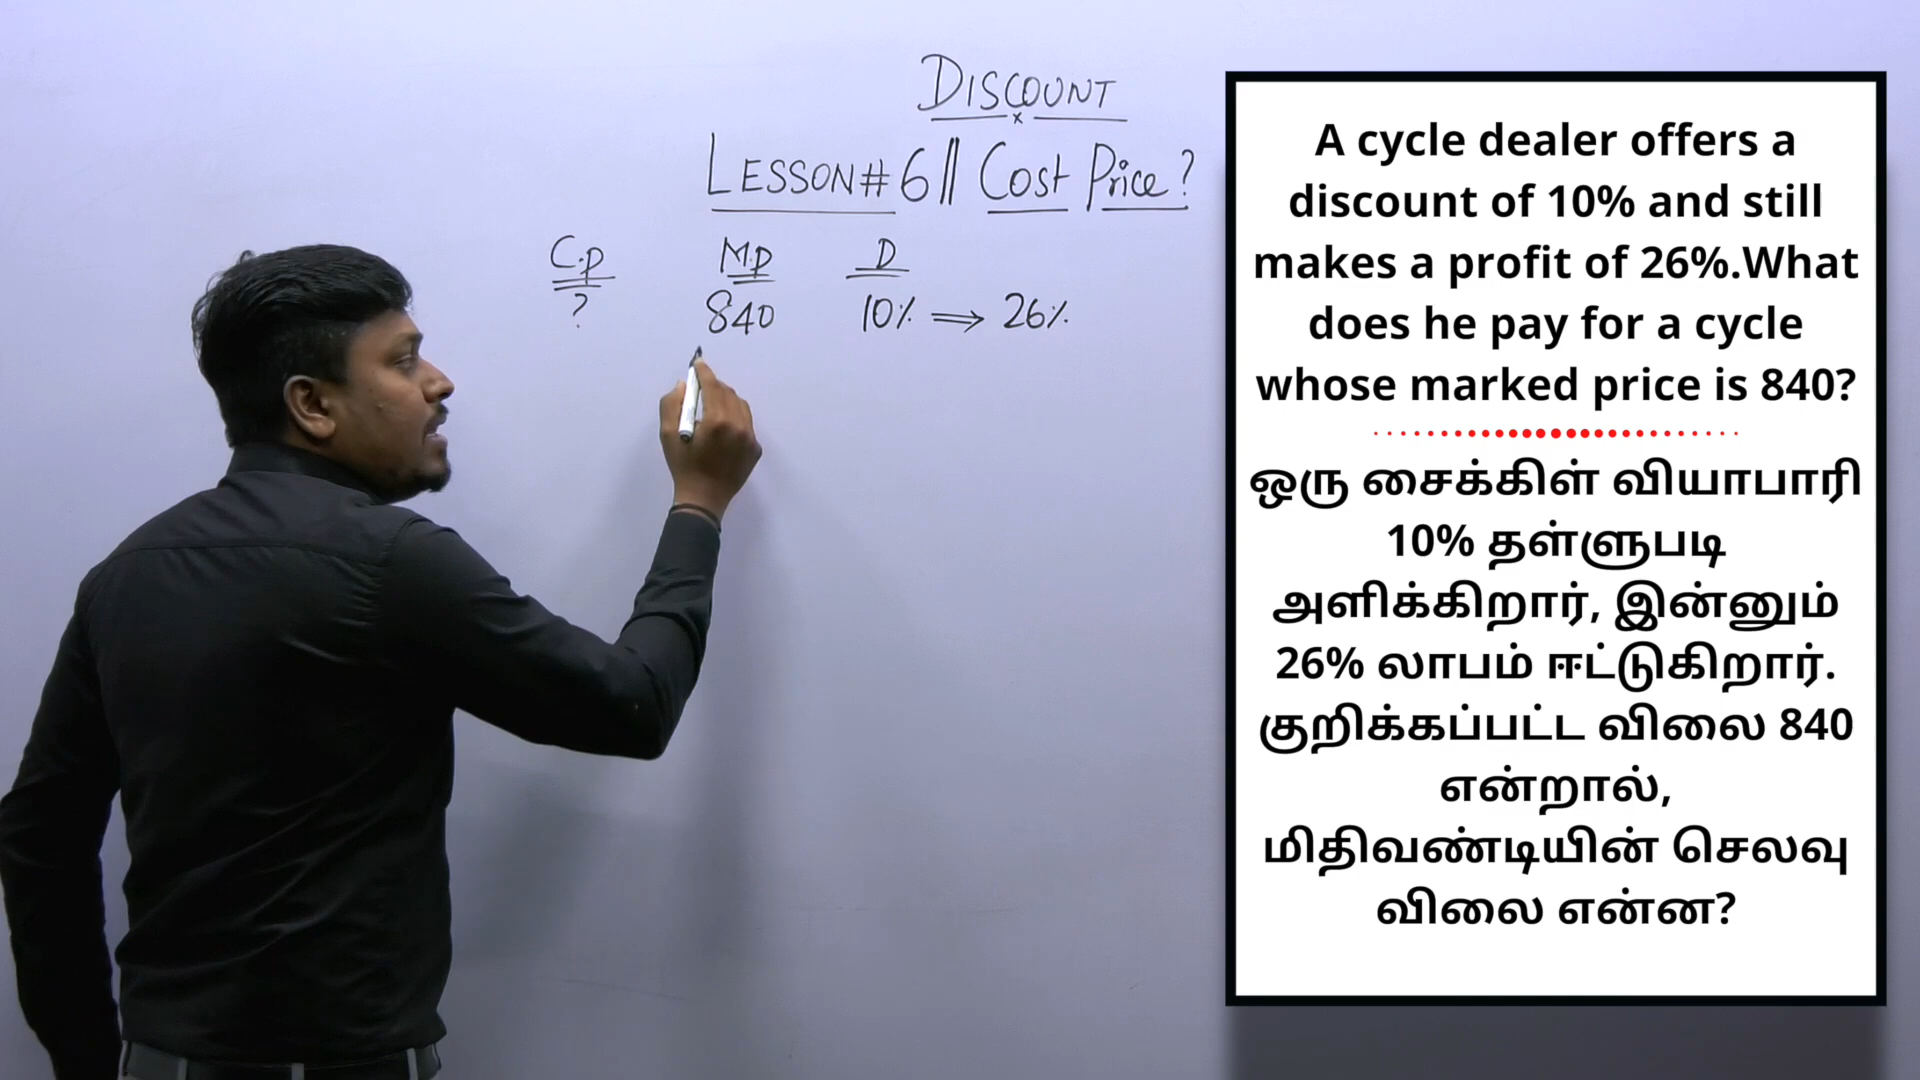 DISCOUNT
LESSON# 6 || Cost Price?
C.P M.P D
? 840 10% ⇒ 26%
A cycle dealer offers a
discount of 10% and still
makes a profit of 26%.What
does he pay for a cycle
whose marked price is 840?
ஒரு சைக்கிள் வியாபாரி
10% தள்ளுபடி
அளிக்கிறார், இன்னும்
26% லாபம் ஈட்டுகிறார்.
குறிக்கப்பட்ட விலை 840
என்றால்,
மிதிவண்டியின் செலவு
விலை என்ன?